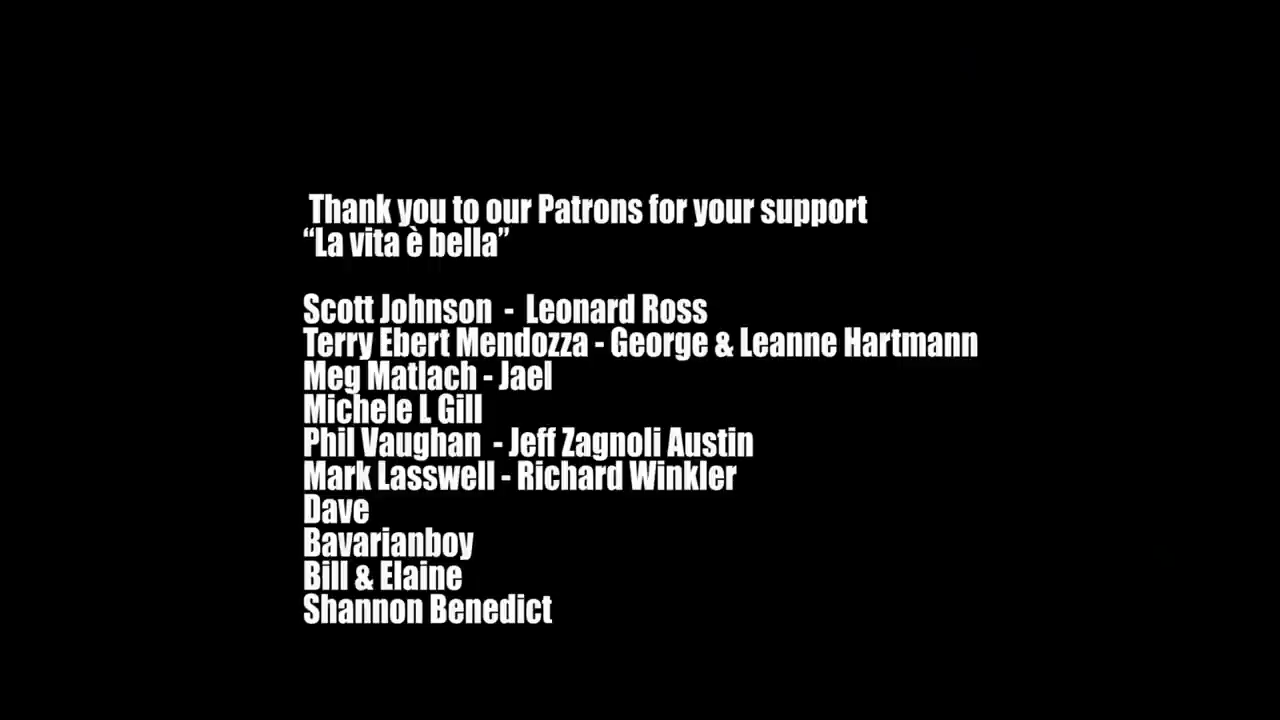 Thank you to our Patrons for your support
“La vita è bella”
Scott Johnson - Leonard Ross
Terry Ebert Mendozza - George & Leanne Hartmann
Meg Matlach - Jael
Michele L Gill
Phil Vaughan - Jeff Zagnoli Austin
Mark Lasswell - Richard Winkler
Dave
Bavarianboy
Bill & Elaine
Shannon Benedict